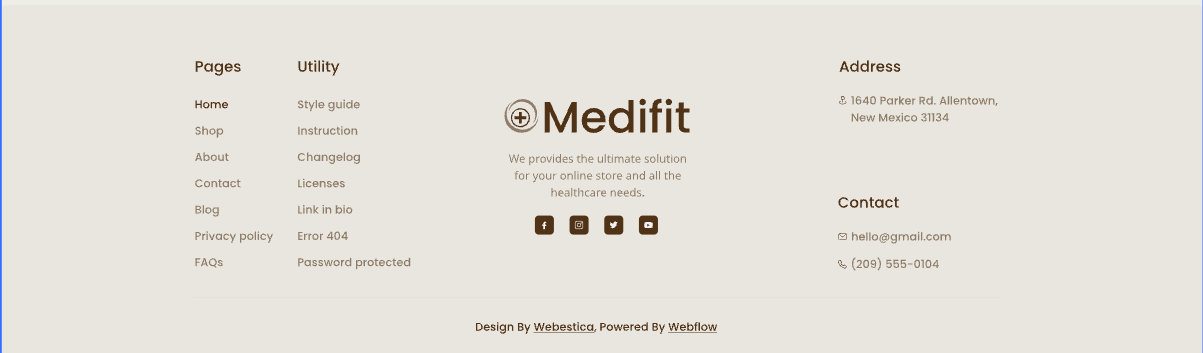 Pages
Home
Shop
About
Contact
Blog
Privacy policy
FAQs
Utility
Style guide
Instruction
Changelog
Licenses
Link in bio
Error 404
Password protected
Medifit
We provides the ultimate solution
for your online store and all the
healthcare needs.
Address
1640 Parker Rd. Allentown,
New Mexico 31134
Contact
hello@gmail.com
(209) 555-0104
Design By Webestica, Powered By Webflow